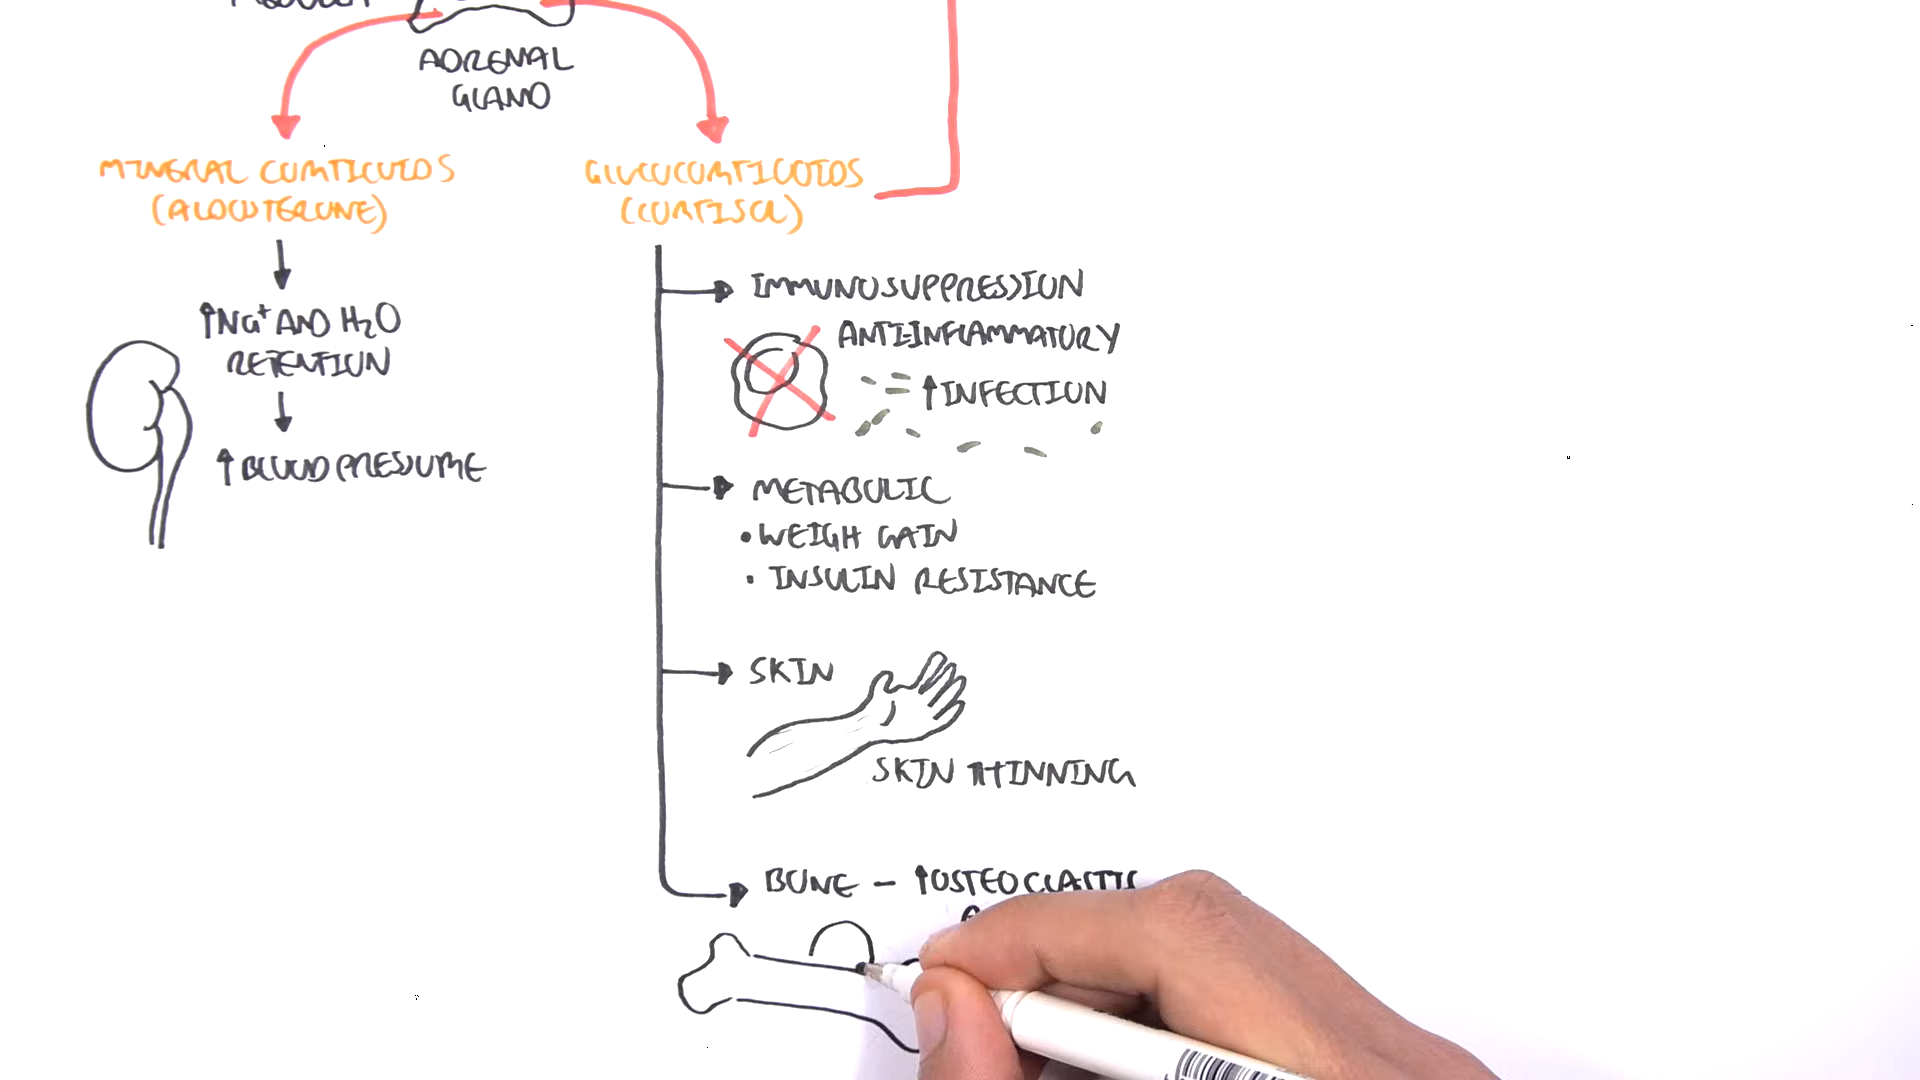 ADRENAL
GLAND
MINERAL CORTICOIDS
(ALDOSTERONE)
GLUCOCORTICOIDS
(CORTISOL)
↑Na⁺ AND H₂O
RETENTION
↑ BLOOD PRESSURE
IMMUNOSUPPRESSION
ANTI-INFLAMMATORY
↑INFECTION
METABOLIC
• WEIGH GAIN
• INSULIN RESISTANCE
SKIN
SKIN THINNING
BONE - ↑OSTEOCLASTIC